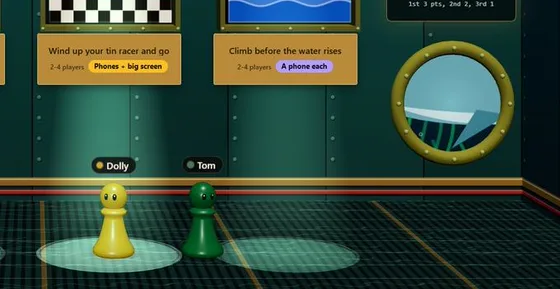 1st 3 pts, 2nd 2, 3rd 1
Wind up your tin racer and go
2-4 players Phones + big screen
Climb before the water rises
2-4 players A phone each
Dolly
Tom